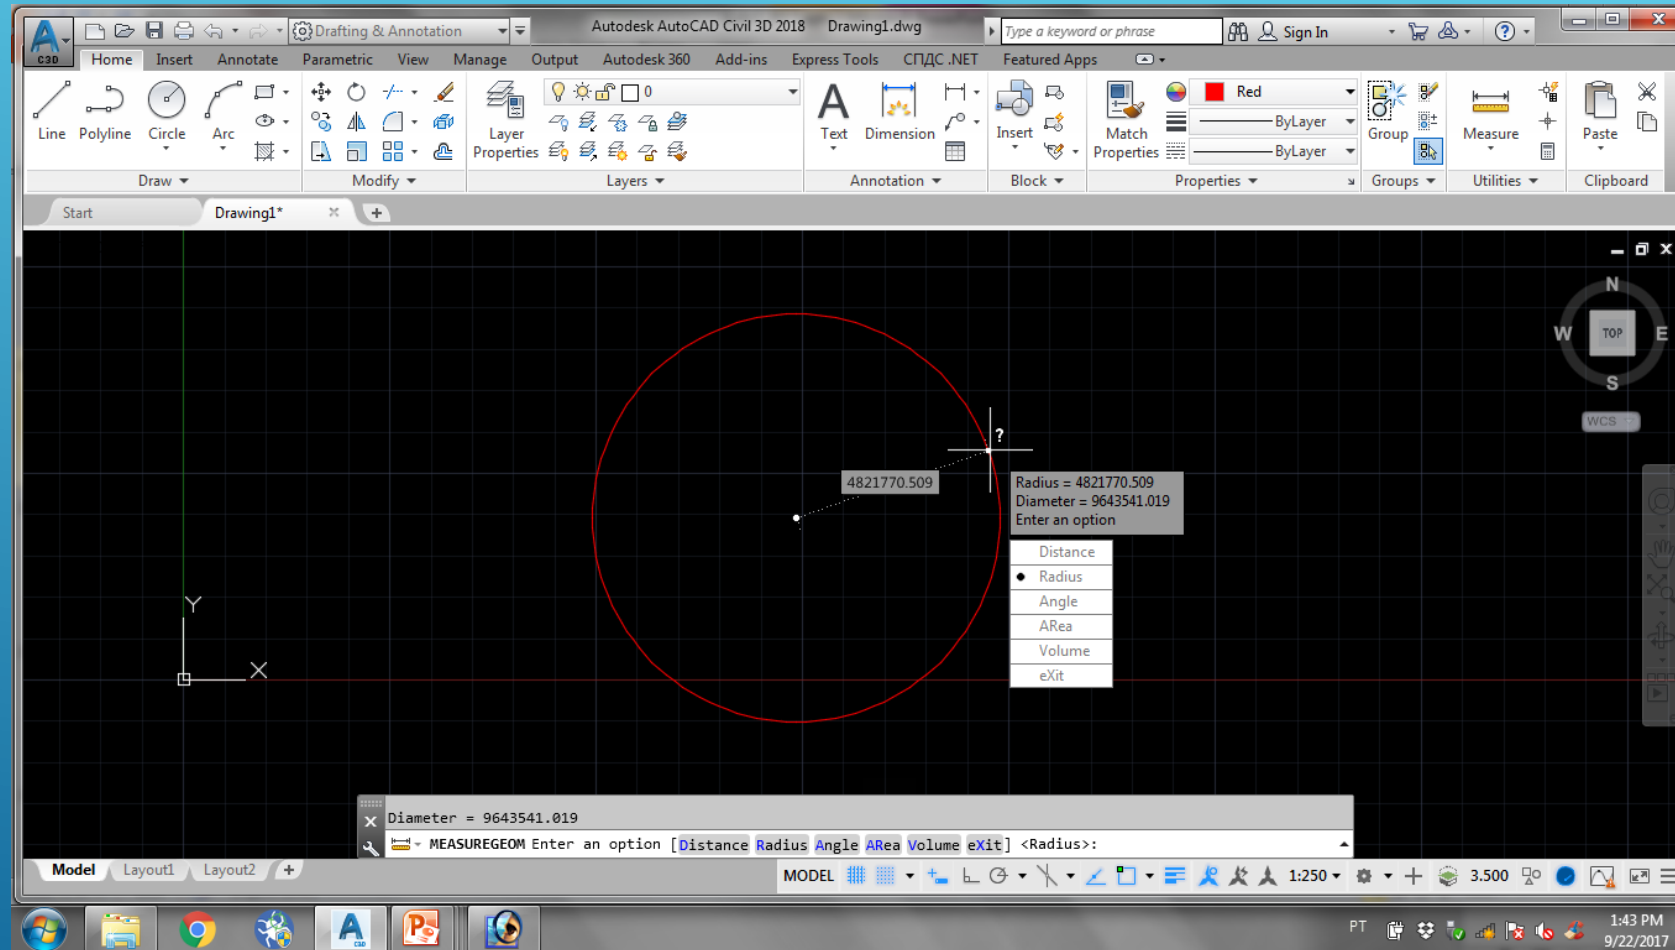 Drafting & Annotation
Autodesk AutoCAD Civil 3D 2018 Drawing1.dwg
Type a keyword or phrase
Sign In
C3D
Home Insert Annotate Parametric View Manage Output Autodesk 360 Add-ins Express Tools СПДС .NET Featured Apps
0
Red
Line Polyline Circle Arc
Layer Properties
Text Dimension
Insert
Match Properties
ByLayer
ByLayer
Group
Measure
Paste
Draw Modify Layers Annotation Block Properties Groups Utilities Clipboard
Start Drawing1*
N
W TOP E
S
WCS
?
4821770.509
Radius = 4821770.509
Diameter = 9643541.019
Enter an option
Distance
Radius
Angle
ARea
Volume
eXit
Y
X
Diameter = 9643541.019
MEASUREGEOM Enter an option [Distance Radius Angle ARea Volume eXit] <Radius>:
Model Layout1 Layout2
MODEL 1:250 3.500
PT
1:43 PM
9/22/2017